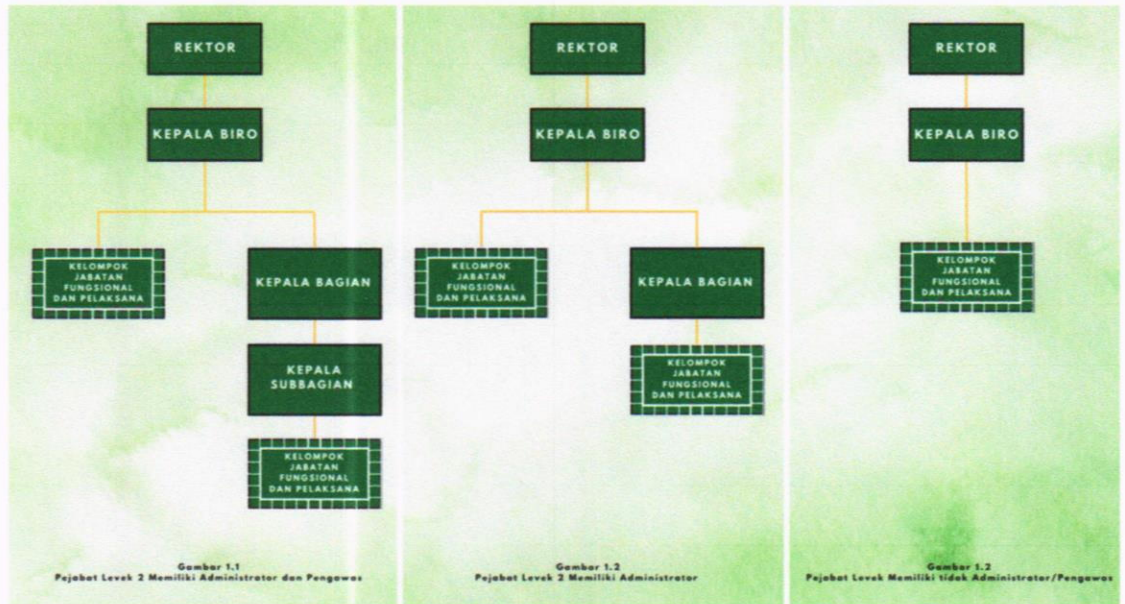 REKTOR
KEPALA BIRO
KELOMPOK
JABATAN
FUNGSIONAL
DAN PELAKSANA
KEPALA BAGIAN
KEPALA
SUBBAGIAN
KELOMPOK
JABATAN
FUNGSIONAL
DAN PELAKSANA
Gambar 1.1
Pejabat Levek 2 Memiliki Administrator dan Pengawas
REKTOR
KEPALA BIRO
KELOMPOK
JABATAN
FUNGSIONAL
DAN PELAKSANA
KEPALA BAGIAN
KELOMPOK
JABATAN
FUNGSIONAL
DAN PELAKSANA
Gambar 1.2
Pejabat Levek 2 Memiliki Administrator
REKTOR
KEPALA BIRO
KELOMPOK
JABATAN
FUNGSIONAL
DAN PELAKSANA
Gambar 1.2
Pejabat Levek Memiliki tidak Administrator/Pengawas